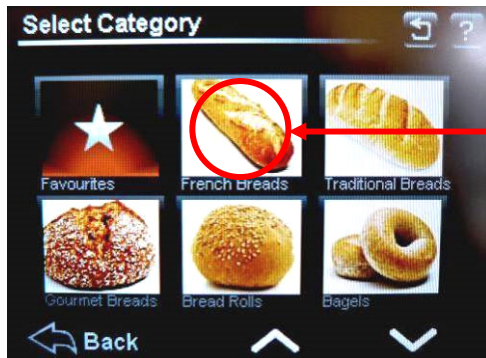 Select Category
?
Favourites French Breads Traditional Breads
Gourmet Breads Bread Rolls Bagels
Back